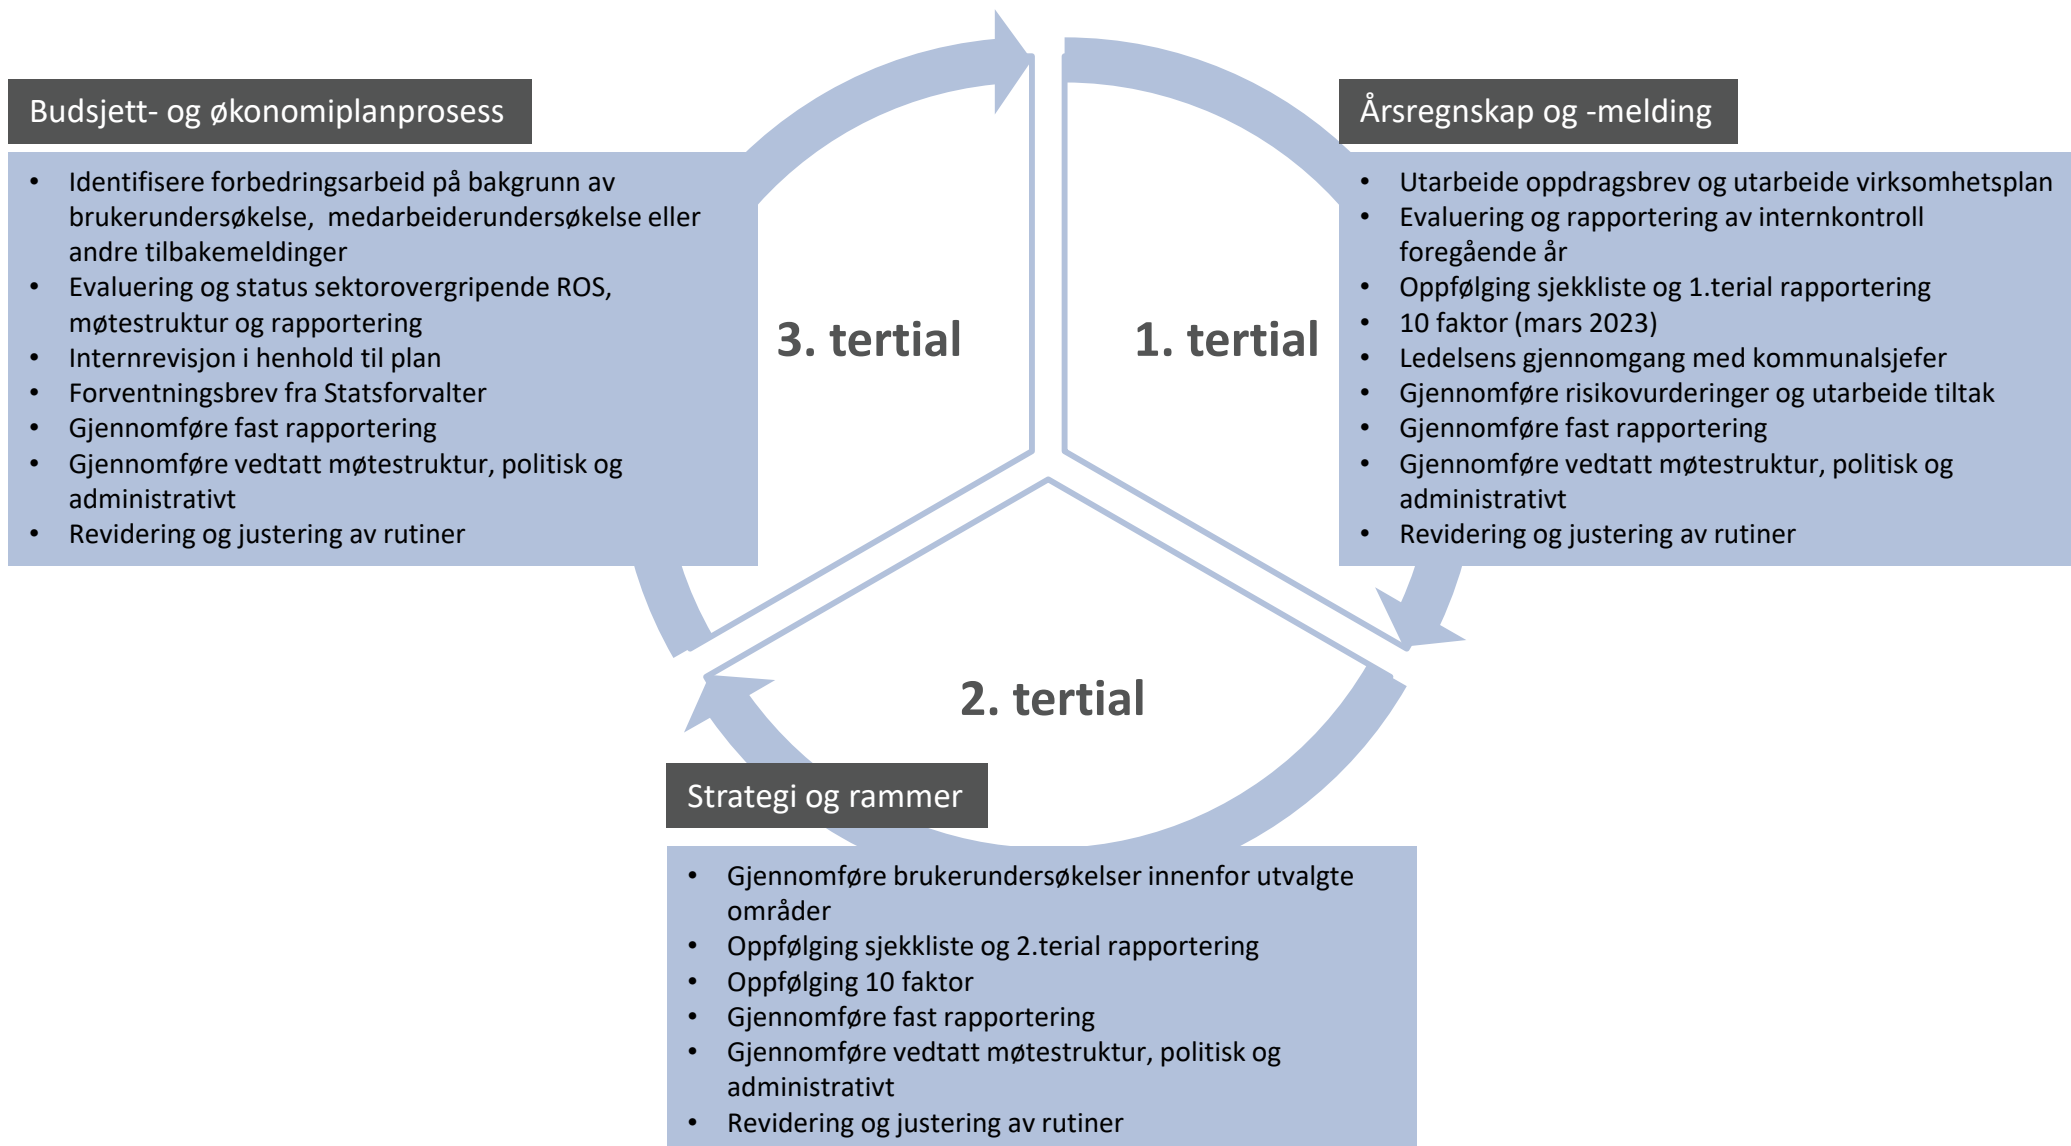 Budsjett- og økonomiplanprosess
• Identifisere forbedringsarbeid på bakgrunn av
brukerundersøkelse, medarbeiderundersøkelse eller
andre tilbakemeldinger
• Evaluering og status sektorovergripende ROS,
møtestruktur og rapportering
• Internrevisjon i henhold til plan
• Forventningsbrev fra Statsforvalter
• Gjennomføre fast rapportering
• Gjennomføre vedtatt møtestruktur, politisk og
administrativt
• Revidering og justering av rutiner
3. tertial
1. tertial
Årsregnskap og -melding
• Utarbeide oppdragsbrev og utarbeide virksomhetsplan
• Evaluering og rapportering av internkontroll
foregående år
• Oppfølging sjekkliste og 1.terial rapportering
• 10 faktor (mars 2023)
• Ledelsens gjennomgang med kommunalsjefer
• Gjennomføre risikovurderinger og utarbeide tiltak
• Gjennomføre fast rapportering
• Gjennomføre vedtatt møtestruktur, politisk og
administrativt
• Revidering og justering av rutiner
2. tertial
Strategi og rammer
• Gjennomføre brukerundersøkelser innenfor utvalgte
områder
• Oppfølging sjekkliste og 2.terial rapportering
• Oppfølging 10 faktor
• Gjennomføre fast rapportering
• Gjennomføre vedtatt møtestruktur, politisk og
administrativt
• Revidering og justering av rutiner